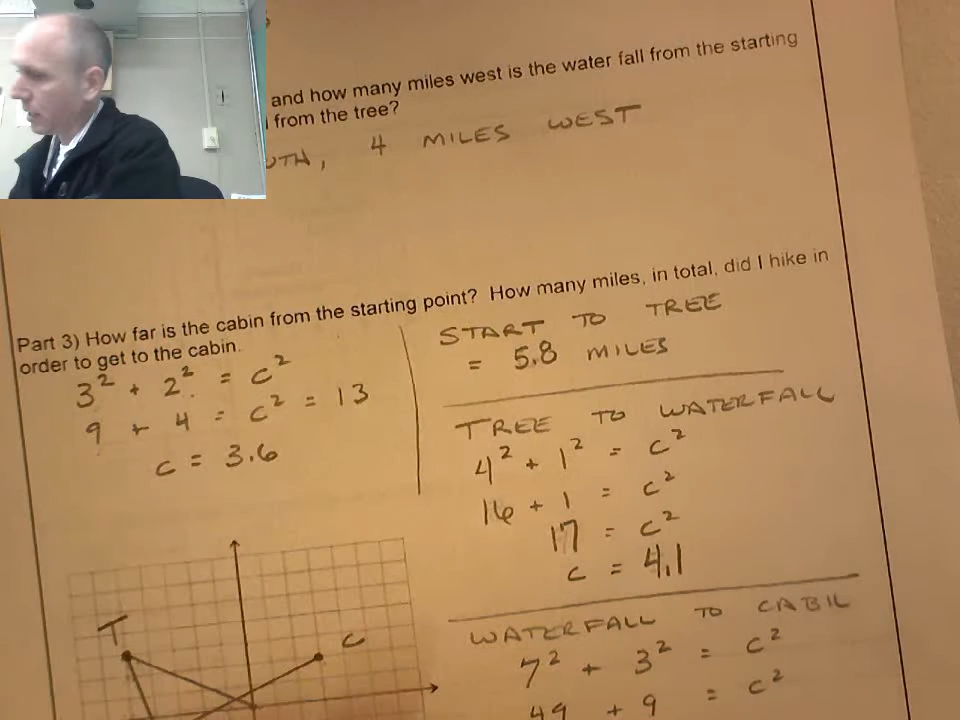 and how many miles west is the water fall from the starting
from the tree?
UTH, 4 MILES WEST
Part 3) How far is the cabin from the starting point? How many miles, in total, did I hike in
order to get to the cabin.
3² + 2² = c²
9 + 4 = c² = 13
c = 3.6
START TO TREE
= 5.8 MILES
TREE TO WATERFALL
4² + 1² = c²
16 + 1 = c²
17 = c²
c = 4.1
WATERFALL TO CABIL
7² + 3² = c²
49 + 9 = c²
T
C